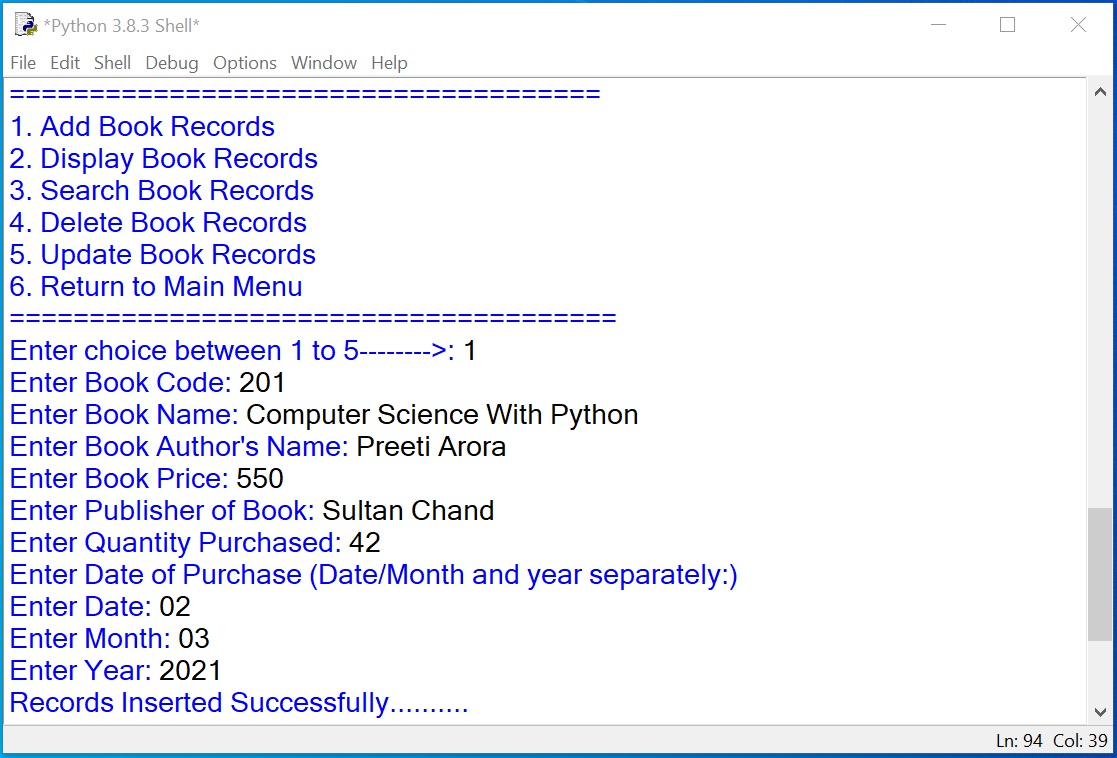 *Python 3.8.3 Shell*
File Edit Shell Debug Options Window Help
=====================================
1. Add Book Records
2. Display Book Records
3. Search Book Records
4. Delete Book Records
5. Update Book Records
6. Return to Main Menu
======================================
Enter choice between 1 to 5-------->: 1
Enter Book Code: 201
Enter Book Name: Computer Science With Python
Enter Book Author's Name: Preeti Arora
Enter Book Price: 550
Enter Publisher of Book: Sultan Chand
Enter Quantity Purchased: 42
Enter Date of Purchase (Date/Month and year separately:)
Enter Date: 02
Enter Month: 03
Enter Year: 2021
Records Inserted Successfully..........
Ln: 94 Col: 39